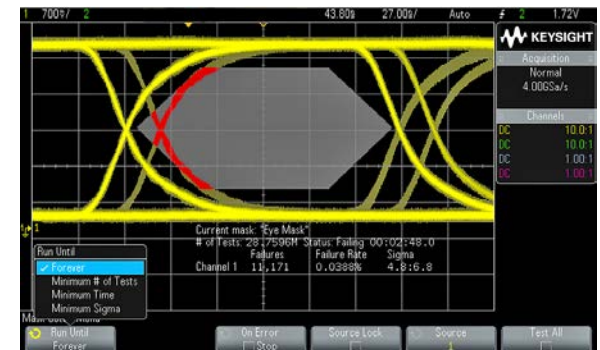 1 700▿/ 2 43.80s 27.00s/ Auto 2 1.72V
KEYSIGHT
Acquisition
Normal
4.00GSa/s
Channels
DC 10.0:1
DC 10.0:1
DC 1.00:1
DC 1.00:1
Current mask: "Eye Mask"
# of Tests: 28.7596M Status: Failing 00:02:48.0
Failures Failure Rate Sigma
Channel 1 11,171 0.0388% 4.8:6.8
Run Until
Forever
Minimum # of Tests
Minimum Time
Minimum Sigma
Run Until
Forever
On Error
Stop
Source Lock
Source
1
Test All